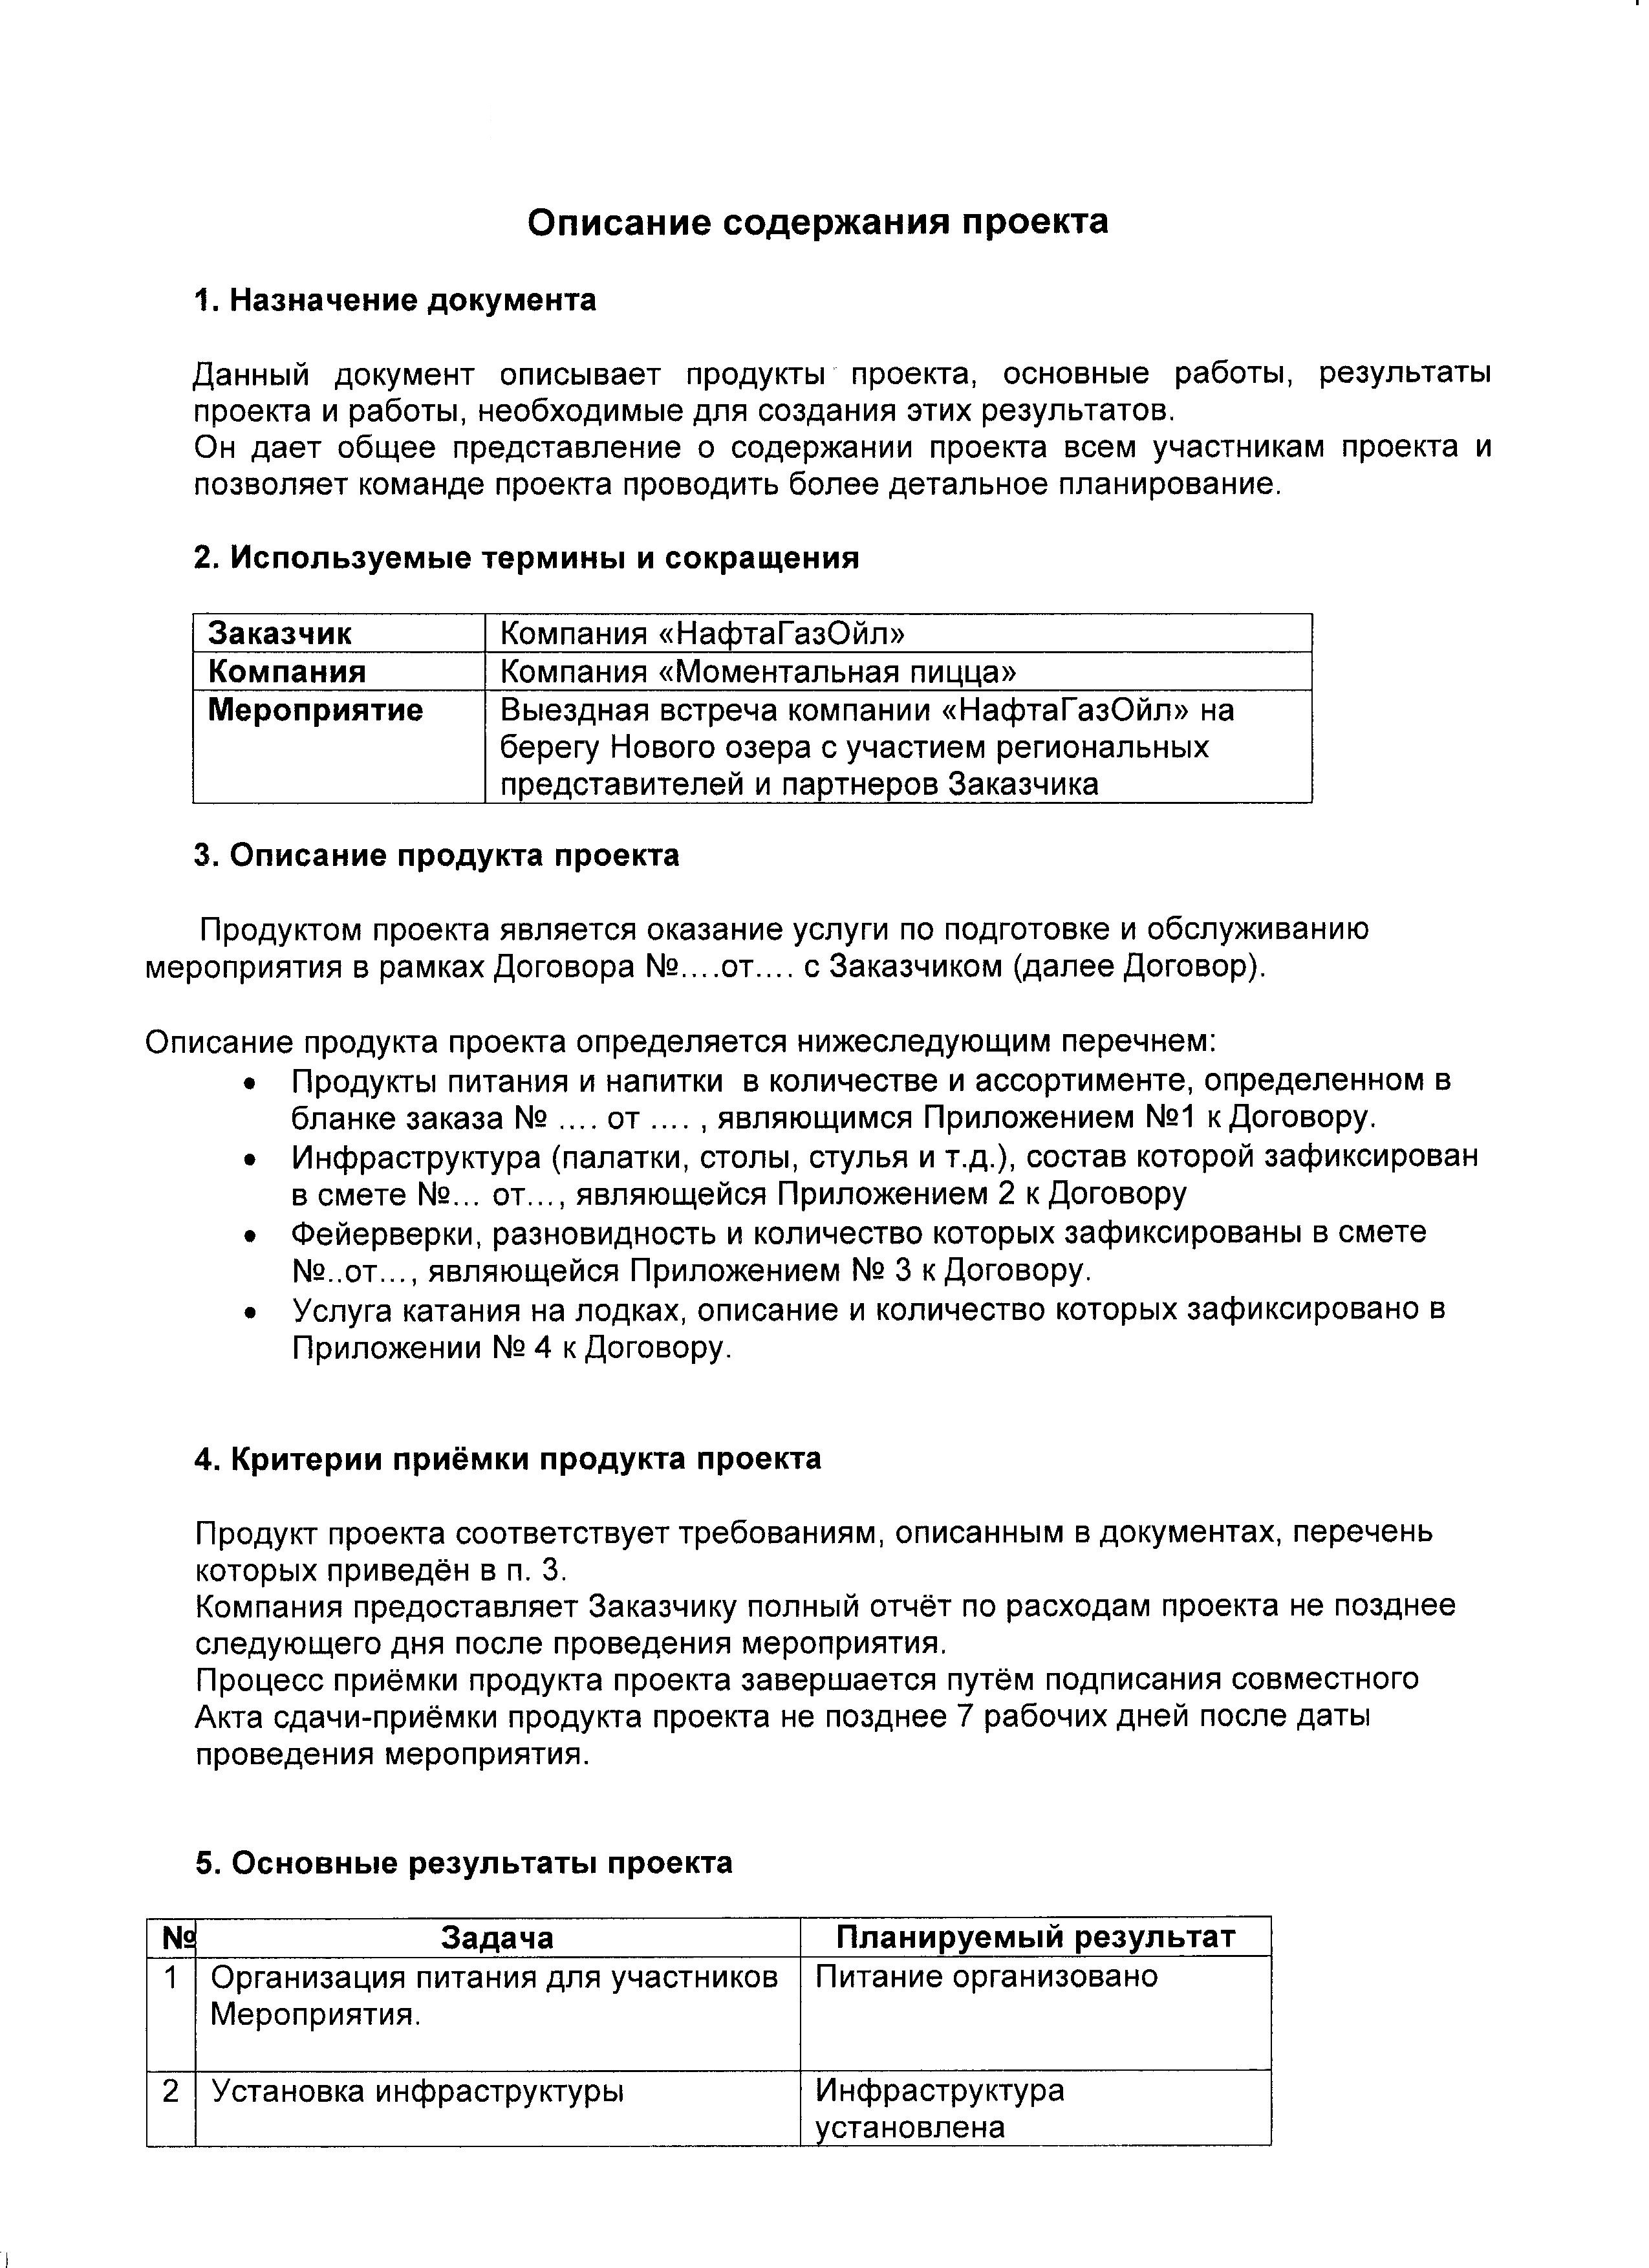 Описание содержания проекта
1. Назначение документа
Данный документ описывает продукты проекта, основные работы, результаты
проекта и работы, необходимые для создания этих результатов.
Он дает общее представление о содержании проекта всем участникам проекта и
позволяет команде проекта проводить более детальное планирование.
2. Используемые термины и сокращения
Заказчик Компания «НафтаГазОйл»
Компания Компания «Моментальная пицца»
Мероприятие Выездная встреча компании «НафтаГазОйл» на
берегу Нового озера с участием региональных
представителей и партнеров Заказчика
3. Описание продукта проекта
Продуктом проекта является оказание услуги по подготовке и обслуживанию
мероприятия в рамках Договора №....от.... с Заказчиком (далее Договор).
Описание продукта проекта определяется нижеследующим перечнем:
• Продукты питания и напитки в количестве и ассортименте, определенном в
бланке заказа № .... от .... , являющимся Приложением №1 к Договору.
• Инфраструктура (палатки, столы, стулья и т.д.), состав которой зафиксирован
в смете №... от..., являющейся Приложением 2 к Договору
• Фейерверки, разновидность и количество которых зафиксированы в смете
№..от..., являющейся Приложением № 3 к Договору.
• Услуга катания на лодках, описание и количество которых зафиксировано в
Приложении № 4 к Договору.
4. Критерии приёмки продукта проекта
Продукт проекта соответствует требованиям, описанным в документах, перечень
которых приведён в п. 3.
Компания предоставляет Заказчику полный отчёт по расходам проекта не позднее
следующего дня после проведения мероприятия.
Процесс приёмки продукта проекта завершается путём подписания совместного
Акта сдачи-приёмки продукта проекта не позднее 7 рабочих дней после даты
проведения мероприятия.
5. Основные результаты проекта
№ Задача Планируемый результат
1 Организация питания для участников Питание организовано
Мероприятия.
2 Установка инфраструктуры Инфраструктура
установлена